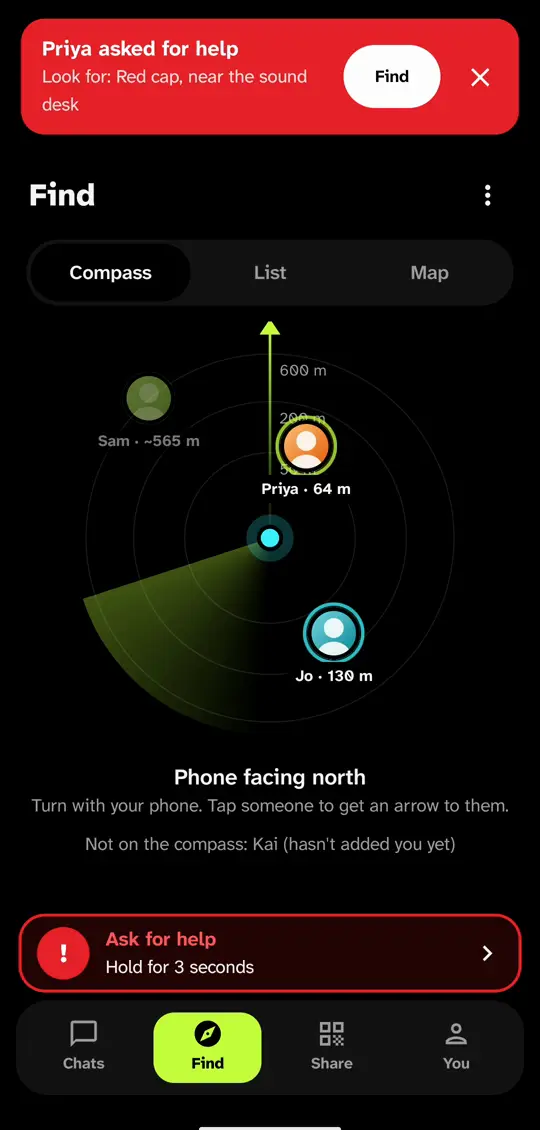 Priya asked for help
Look for: Red cap, near the sound
desk
Find
Find
Compass
List
Map
600 m
200 m
Sam · ~565 m
Priya · 64 m
Jo · 130 m
Phone facing north
Turn with your phone. Tap someone to get an arrow to them.
Not on the compass: Kai (hasn't added you yet)
!
Ask for help
Hold for 3 seconds
Chats
Find
Share
You